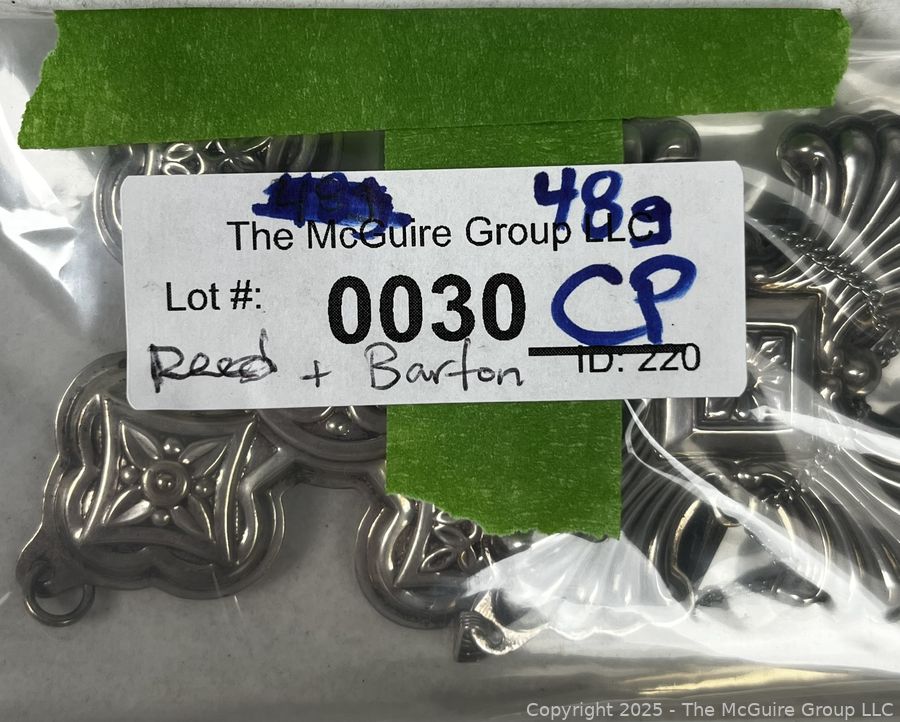 48g
The McGuire Group LLC
Lot #: 0030 CP
Reed + Barton ID: 220
Copyright 2025 - The McGuire Group LLC